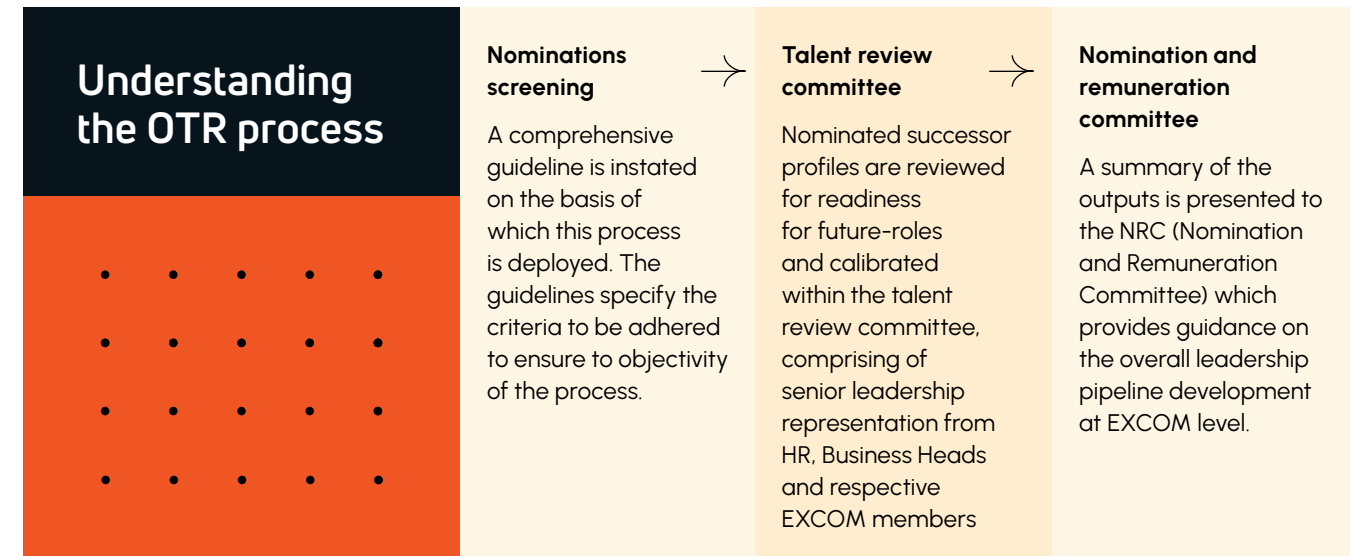 Understanding
the OTR process
Nominations
screening
A comprehensive
guideline is instated
on the basis of
which this process
is deployed. The
guidelines specify the
criteria to be adhered
to ensure to objectivity
of the process.
Talent review
committee
Nominated successor
profiles are reviewed
for readiness
for future-roles
and calibrated
within the talent
review committee,
comprising of
senior leadership
representation from
HR, Business Heads
and respective
EXCOM members
Nomination and
remuneration
committee
A summary of the
outputs is presented to
the NRC (Nomination
and Remuneration
Committee) which
provides guidance on
the overall leadership
pipeline development
at EXCOM level.